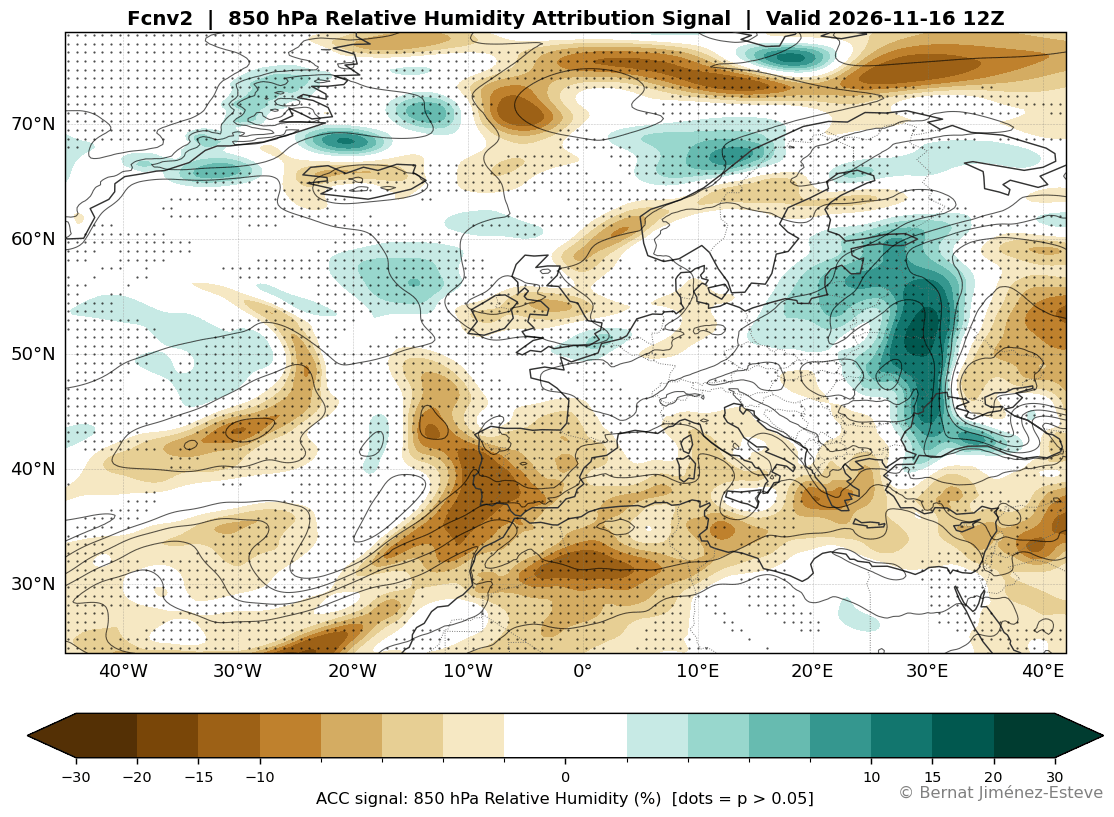 Fcnv2 | 850 hPa Relative Humidity Attribution Signal | Valid 2026-11-16 12Z
70°N
60°N
50°N
40°N
30°N
40°W 30°W 20°W 10°W 0° 10°E 20°E 30°E 40°E
−30 −20 −15 −10 0 10 15 20 30
ACC signal: 850 hPa Relative Humidity (%) [dots = p > 0.05]
© Bernat Jiménez-Esteve